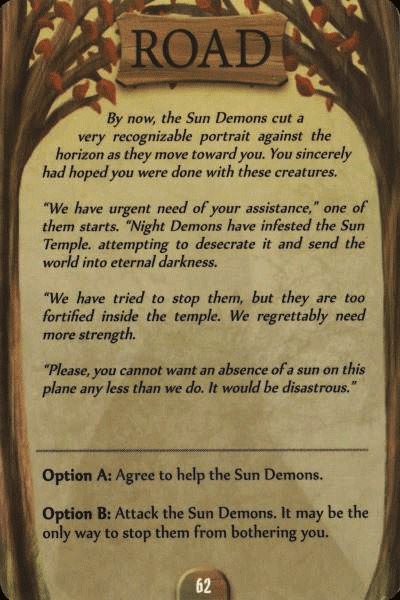 ROAD
By now, the Sun Demons cut a
very recognizable portrait against the
horizon as they move toward you. You sincerely
had hoped you were done with these creatures.
“We have urgent need of your assistance,” one of
them starts. “Night Demons have infested the Sun
Temple. attempting to desecrate it and send the
world into eternal darkness.
“We have tried to stop them, but they are too
fortified inside the temple. We regrettably need
more strength.
“Please, you cannot want an absence of a sun on this
plane any less than we do. It would be disastrous.”
Option A: Agree to help the Sun Demons.
Option B: Attack the Sun Demons. It may be the
only way to stop them from bothering you.
62